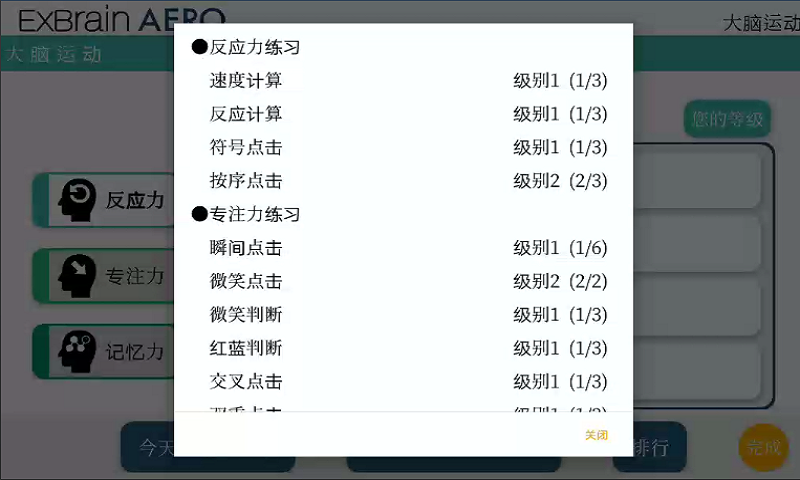 ExBrain AERO
大脑运动
大脑运动
●反应力练习
速度计算 级别1 (1/3)
反应计算 级别1 (1/3)
符号点击 级别1 (1/3)
按序点击 级别2 (2/3)
●专注力练习
瞬间点击 级别1 (1/6)
微笑点击 级别2 (2/2)
微笑判断 级别1 (1/3)
红蓝判断 级别1 (1/3)
交叉点击 级别1 (1/3)
关闭
您的等级
反应力
专注力
记忆力
今天
排行
完成